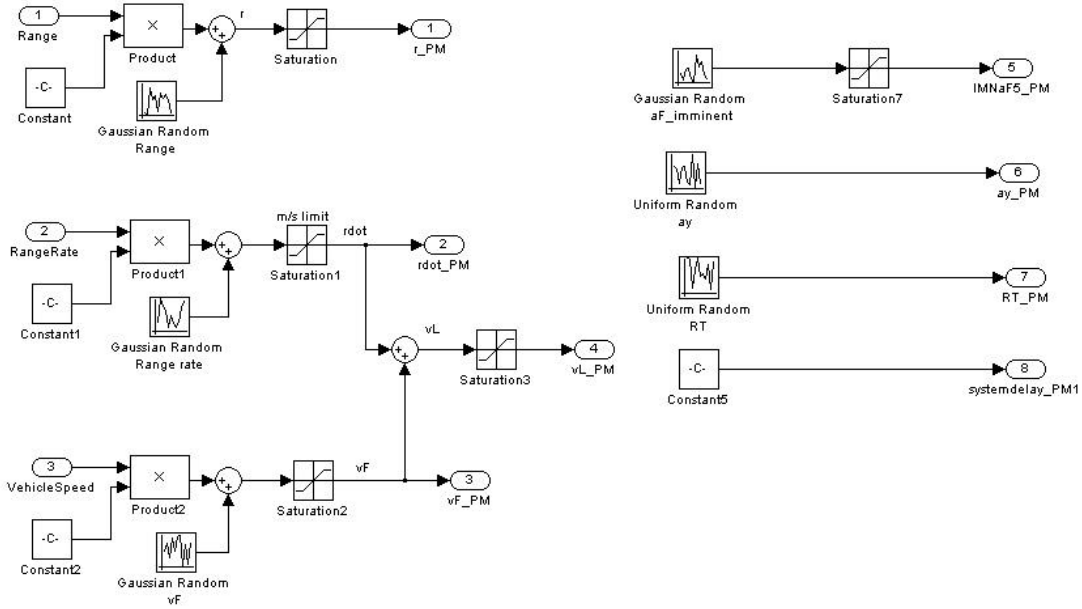 1
Range
Product
r
Saturation
1
r_PM
-C-
Constant
Gaussian Random
Range
2
RangeRate
Product1
m/s limit
rdot
Saturation1
2
rdot_PM
-C-
Constant1
Gaussian Random
Range rate
vL
Saturation3
4
vL_PM
3
VehicleSpeed
Product2
vF
Saturation2
3
vF_PM
-C-
Constant2
Gaussian Random
vF
Gaussian Random
aF_imminent
Saturation7
5
IMNaF5_PM
Uniform Random
ay
6
ay_PM
Uniform Random
RT
7
RT_PM
-C-
Constant5
8
systemdelay_PM1